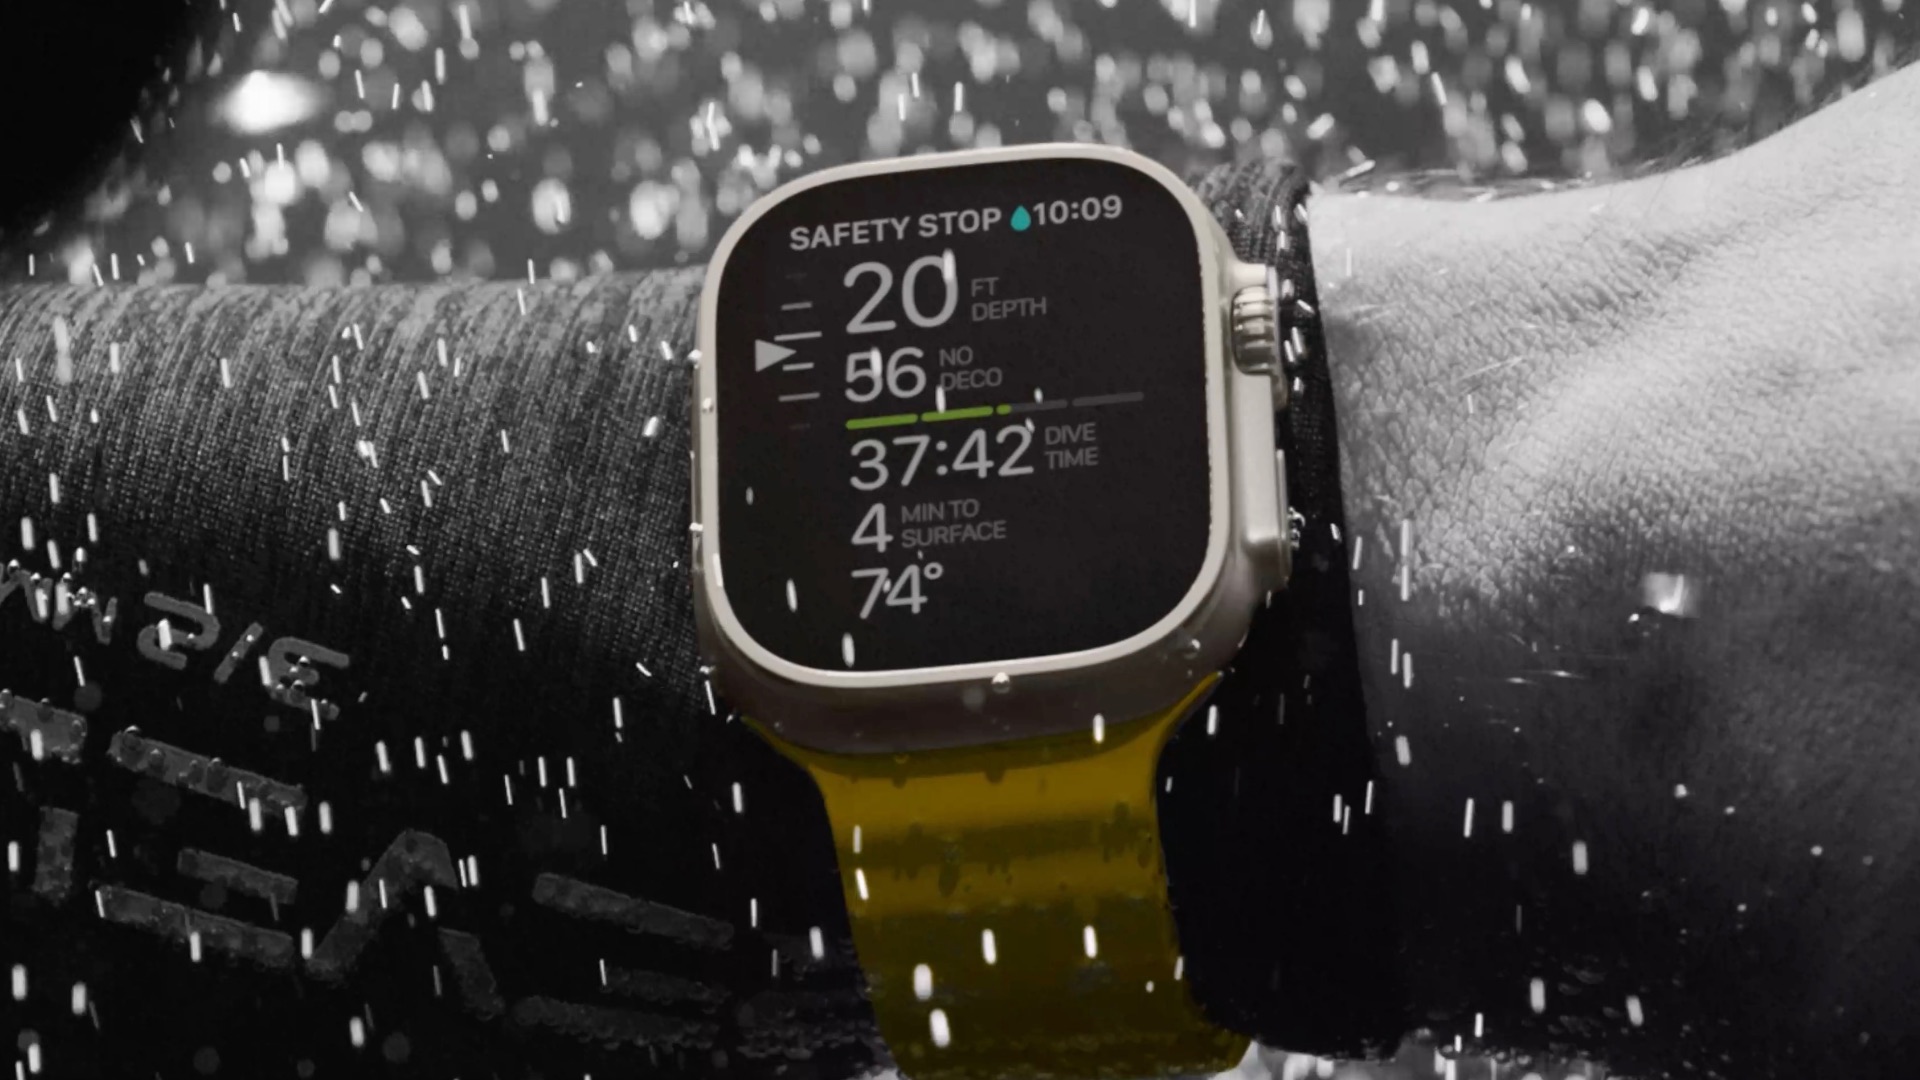 SAFETY STOP 10:09
20 FT
DEPTH
56 NO
DECO
37:42 DIVE
TIME
4 MIN TO
SURFACE
74°